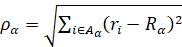 ρα = √∑i∈Aα(ri − Rα)2